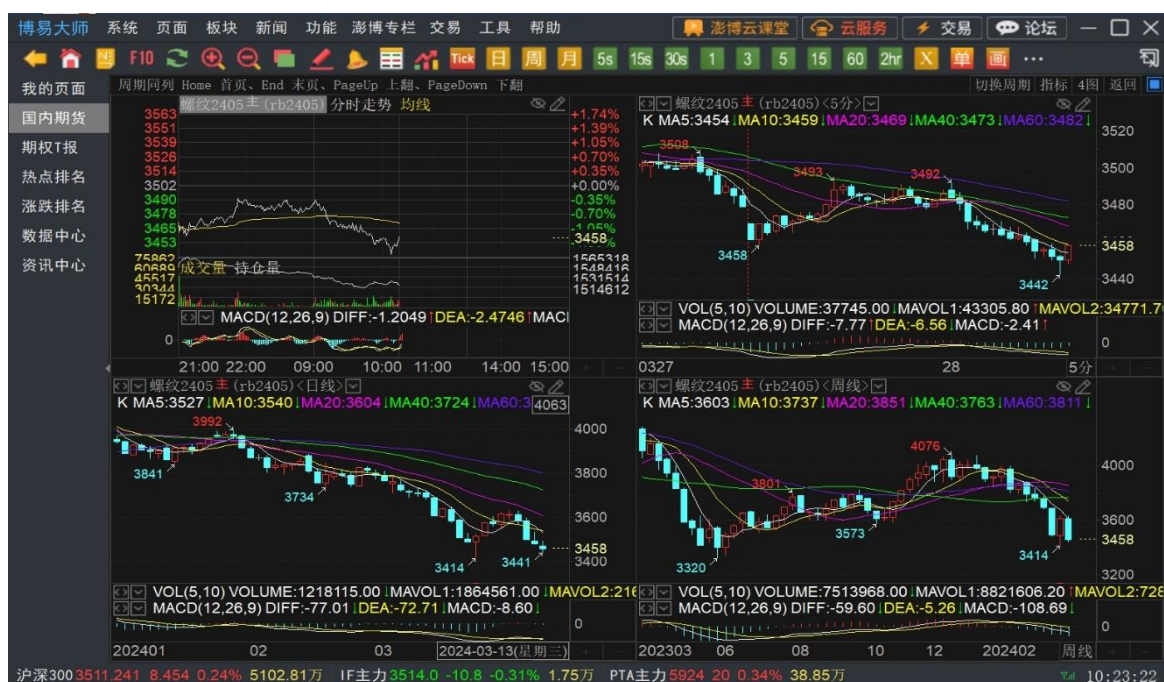 博易大师 系统 页面 板块 新闻 功能 澎博专栏 交易 工具 帮助 澎博云课堂 云服务 交易 论坛
F10 Tick 日 周 月 5s 15s 30s 1 3 5 15 60 2hr X 单 画
我的页面
国内期货
期权T报
热点排名
涨跌排名
数据中心
资讯中心
周期同列 Home 首页、End 末页、PageUp 上翻、PageDown 下翻 切换周期 指标 4图 返回
螺纹2405主 (rb2405) 分时走势 均线
3563 +1.74%
3551 +1.39%
3539 +1.05%
3526 +0.70%
3514 +0.35%
3502 +0.00%
3490 -0.35%
3478 -0.70%
3465 -1.05%
3453
3458
75862 1565318
60689 成交量 持仓量 1548416
45517 1531514
30344 1514612
15172
MACD(12,26,9) DIFF:-1.2049↑DEA:-2.4746↑MACI
0
21:00 22:00 09:00 10:00 11:00 14:00 15:00
螺纹2405主 (rb2405)<5分>
K MA5:3454↓MA10:3459↓MA20:3469↓MA40:3473↓MA60:3482↓
3508
3493
3492
3458
3442
3520
3500
3480
3458
3440
VOL(5,10) VOLUME:37745.00↓MAVOL1:43305.80↑MAVOL2:34771.7
MACD(12,26,9) DIFF:-7.77↑DEA:-6.56↓MACD:-2.41↑
0
0327 28 5分
螺纹2405主 (rb2405)<日线>
K MA5:3527↓MA10:3540↓MA20:3604↓MA40:3724↓MA60:3
4063
3992
3841
3734
3414
3441
4000
3800
3600
3458
3400
VOL(5,10) VOLUME:1218115.00↓MAVOL1:1864561.00↓MAVOL2:216
MACD(12,26,9) DIFF:-77.01↓DEA:-72.71↓MACD:-8.60↓
0
202401 02 03 2024-03-13(星期三)
螺纹2405主 (rb2405)<周线>
K MA5:3603↓MA10:3737↓MA20:3851↓MA40:3763↓MA60:3811↓
4076
3801
3573
3320
3414
4000
3600
3458
3200
VOL(5,10) VOLUME:7513968.00↓MAVOL1:8821606.20↑MAVOL2:728
MACD(12,26,9) DIFF:-59.60↓DEA:-5.26↓MACD:-108.69↓
0
202303 06 08 10 12 202402 周线
沪深300 3511.241 8.454 0.24% 5102.81万 IF主力 3514.0 -10.8 -0.31% 1.75万 PTA主力 5924 20 0.34% 38.85万 10:23:22